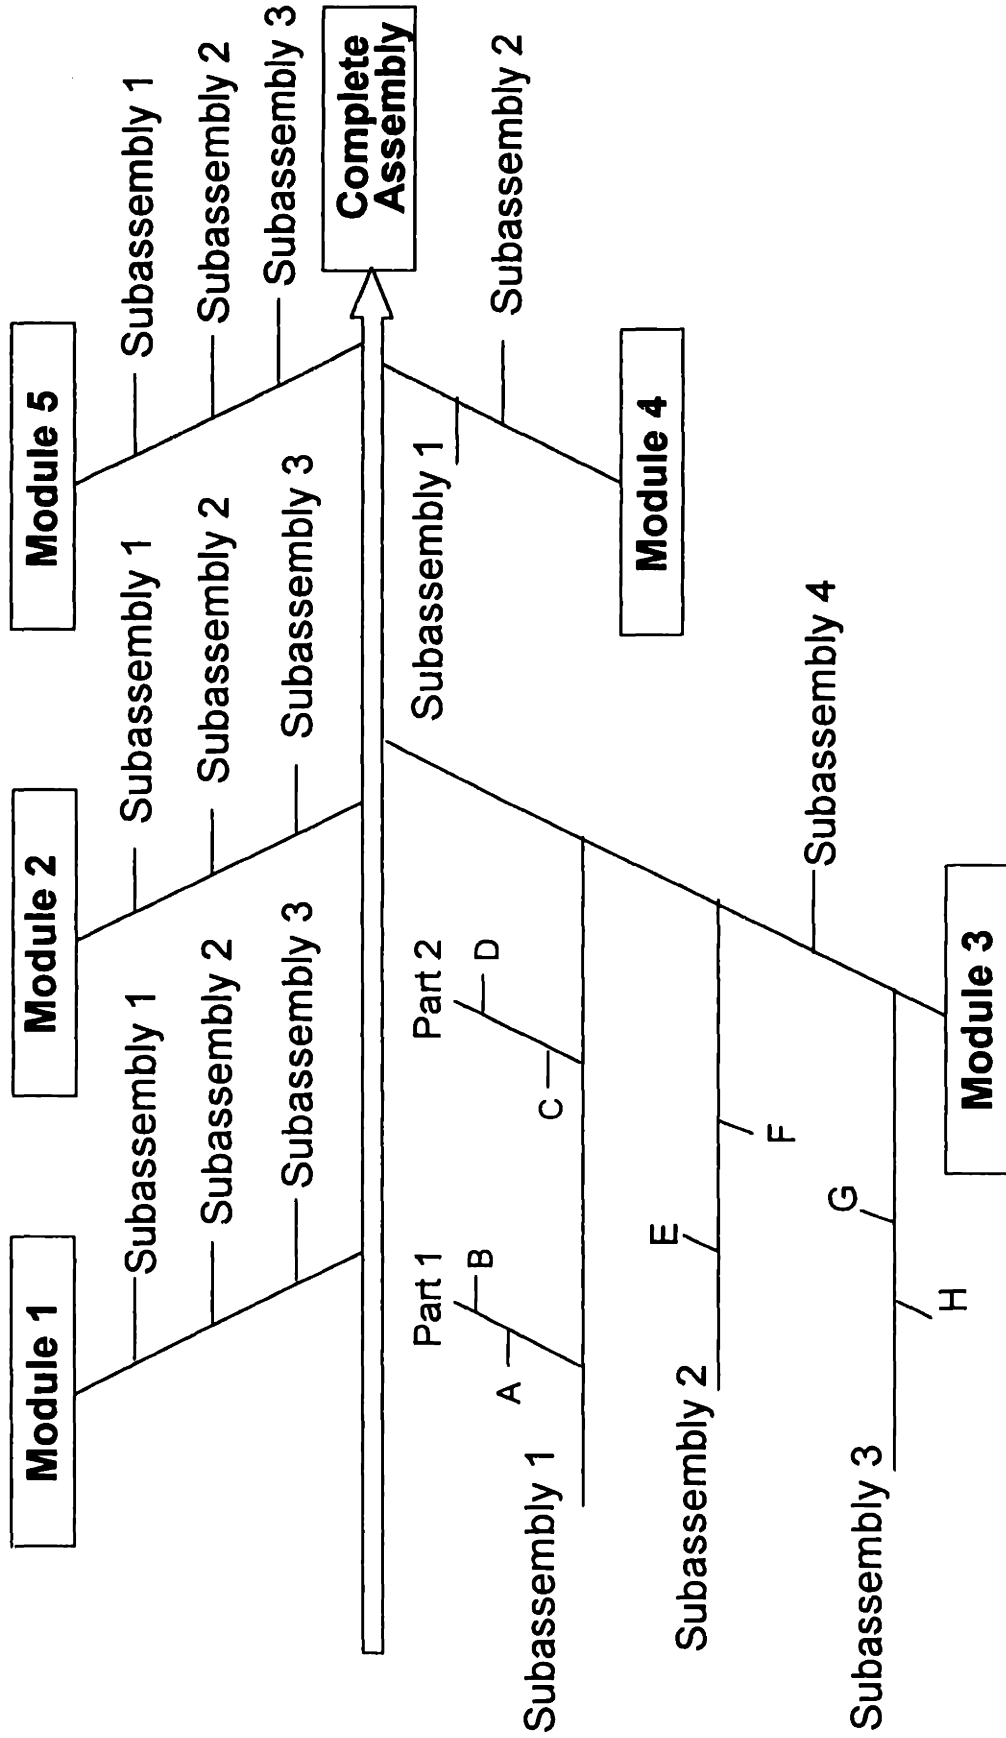 Module 1
Subassembly 1
Subassembly 2
Subassembly 3
Module 2
Subassembly 1
Subassembly 2
Subassembly 3
Module 5
Subassembly 1
Subassembly 2
Subassembly 3
Complete
Assembly
Subassembly 1
Part 1
A
B
Part 2
C
D
Subassembly 2
E
F
Subassembly 3
G
H
Subassembly 4
Module 3
Subassembly 1
Subassembly 2
Module 4